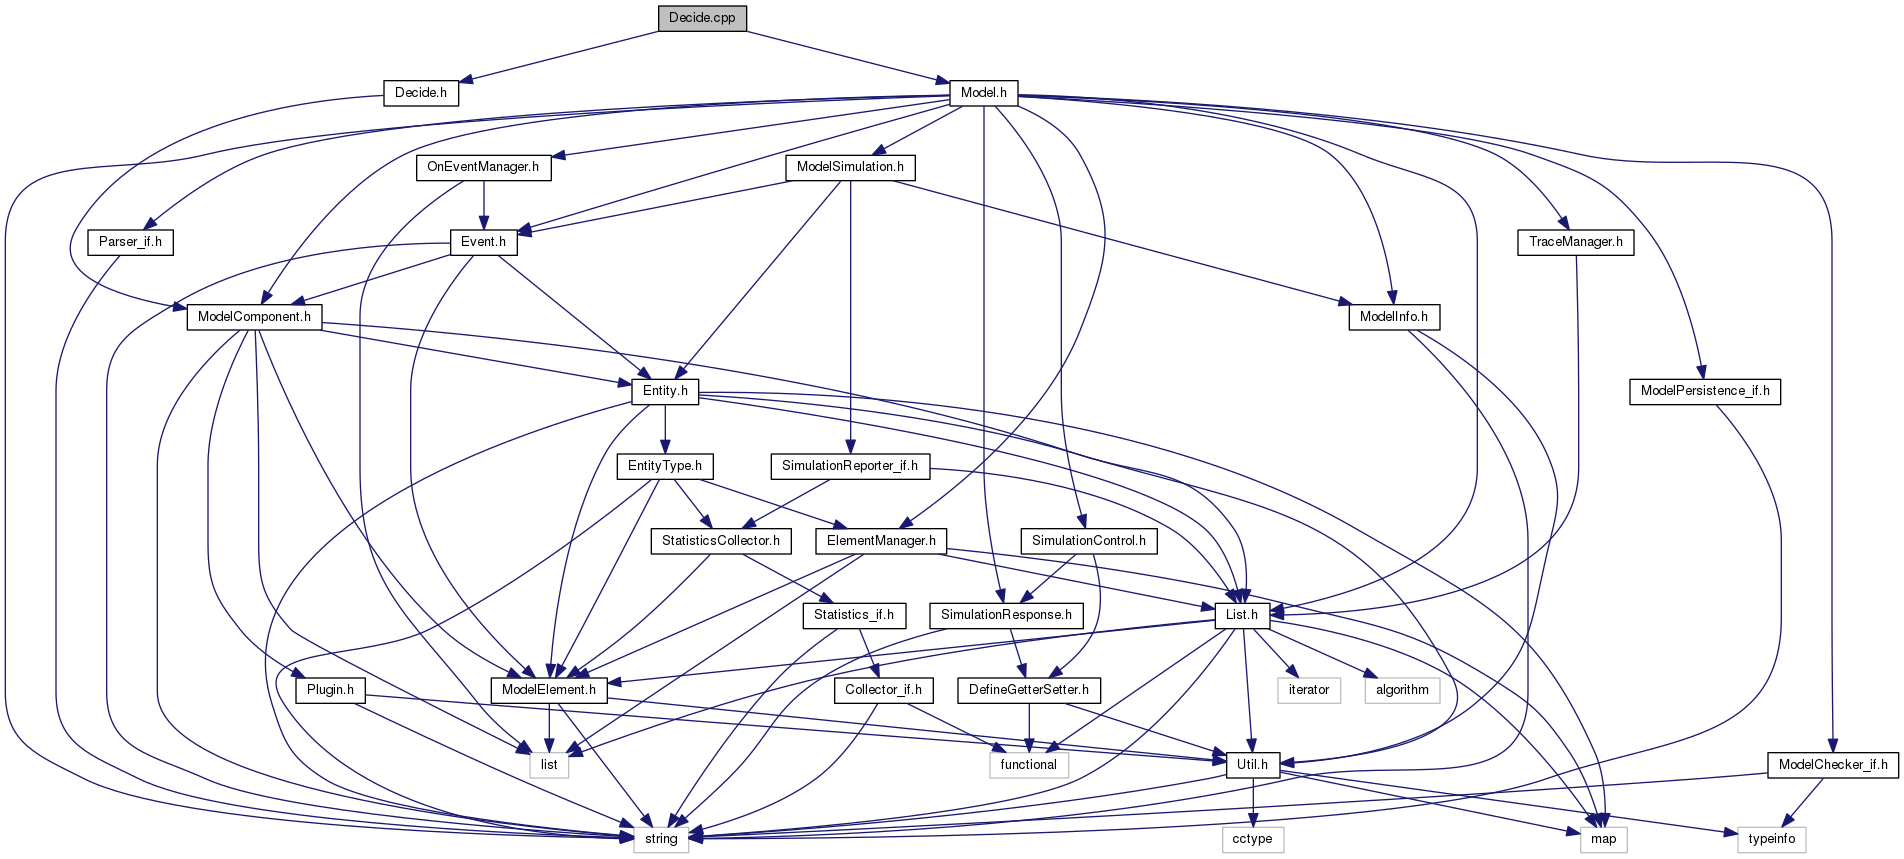 Decide.cpp
Decide.h
Model.h
OnEventManager.h
ModelSimulation.h
Parser_if.h
Event.h
TraceManager.h
ModelComponent.h
ModelInfo.h
Entity.h
ModelPersistence_if.h
EntityType.h
SimulationReporter_if.h
StatisticsCollector.h
ElementManager.h
SimulationControl.h
Statistics_if.h
SimulationResponse.h
List.h
Plugin.h
ModelElement.h
Collector_if.h
DefineGetterSetter.h
iterator
algorithm
list
functional
Util.h
ModelChecker_if.h
string
cctype
map
typeinfo